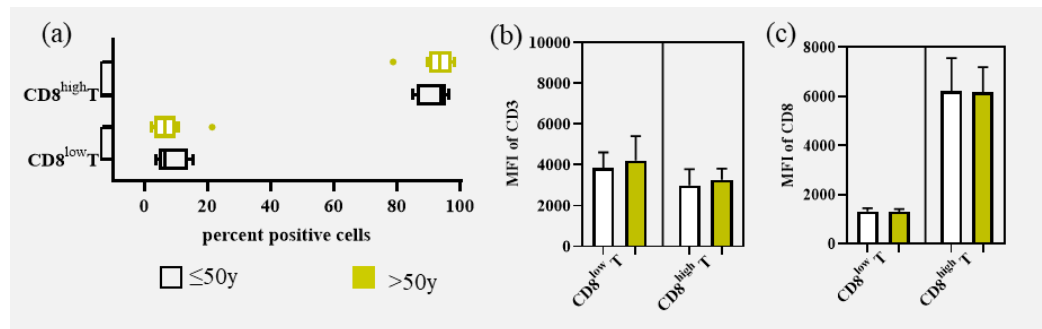 (a)
CD8highT
CD8lowT
0 20 40 60 80 100
percent positive cells
≤50y >50y
(b)
MFI of CD3
10000
8000
6000
4000
2000
0
CD8low T
CD8high T
(c)
MFI of CD8
8000
6000
4000
2000
0
CD8low T
CD8high T